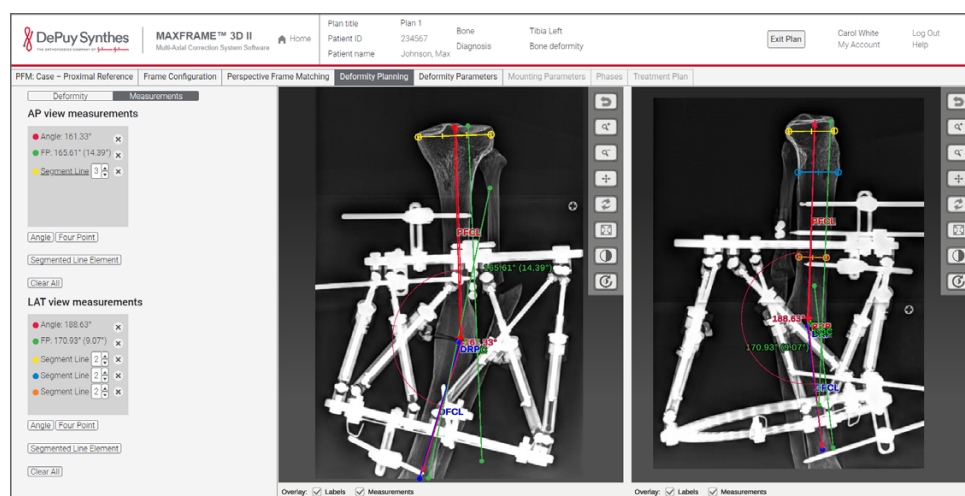 DePuy Synthes
THE ORTHOPAEDICS COMPANY OF Johnson & Johnson
MAXFRAME™ 3D II
Multi-Axial Correction System Software
Home
Plan title Plan 1
Patient ID 234567
Patient name Johnson, Max
Bone Tibia Left
Diagnosis Bone deformity
Exit Plan
Carol White
My Account
Log Out
Help
PFM: Case – Proximal Reference
Frame Configuration
Perspective Frame Matching
Deformity Planning
Deformity Parameters
Mounting Parameters
Phases
Treatment Plan
Deformity
Measurements
AP view measurements
Angle: 161.33°
FP: 165.61° (14.39°)
Segment Line 3
Angle Four Point
Segmented Line Element
Clear All
LAT view measurements
Angle: 188.63°
FP: 170.93° (9.07°)
Segment Line 2
Segment Line 2
Segment Line 2
Angle Four Point
Segmented Line Element
Clear All
PFCL
165.61° (14.39°)
DFCL
Overlay: Labels Measurements
PFCL
188.63°
170.93° (9.07°)
Overlay: Labels Measurements